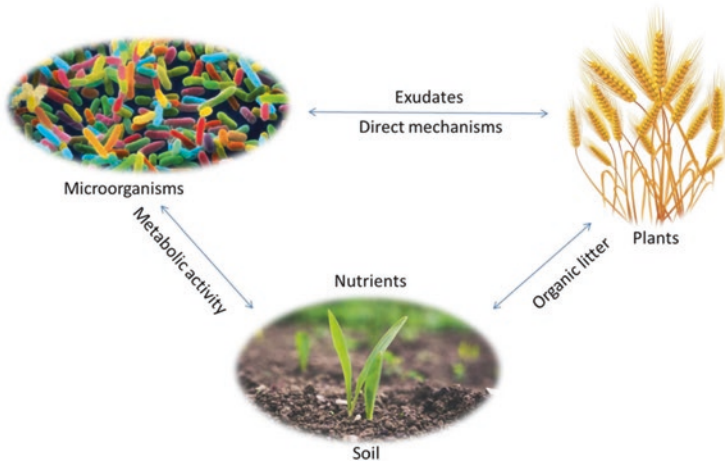 Exudates
Direct mechanisms
Microorganisms
Plants
Metabolic activity
Organic litter
Nutrients
Soil